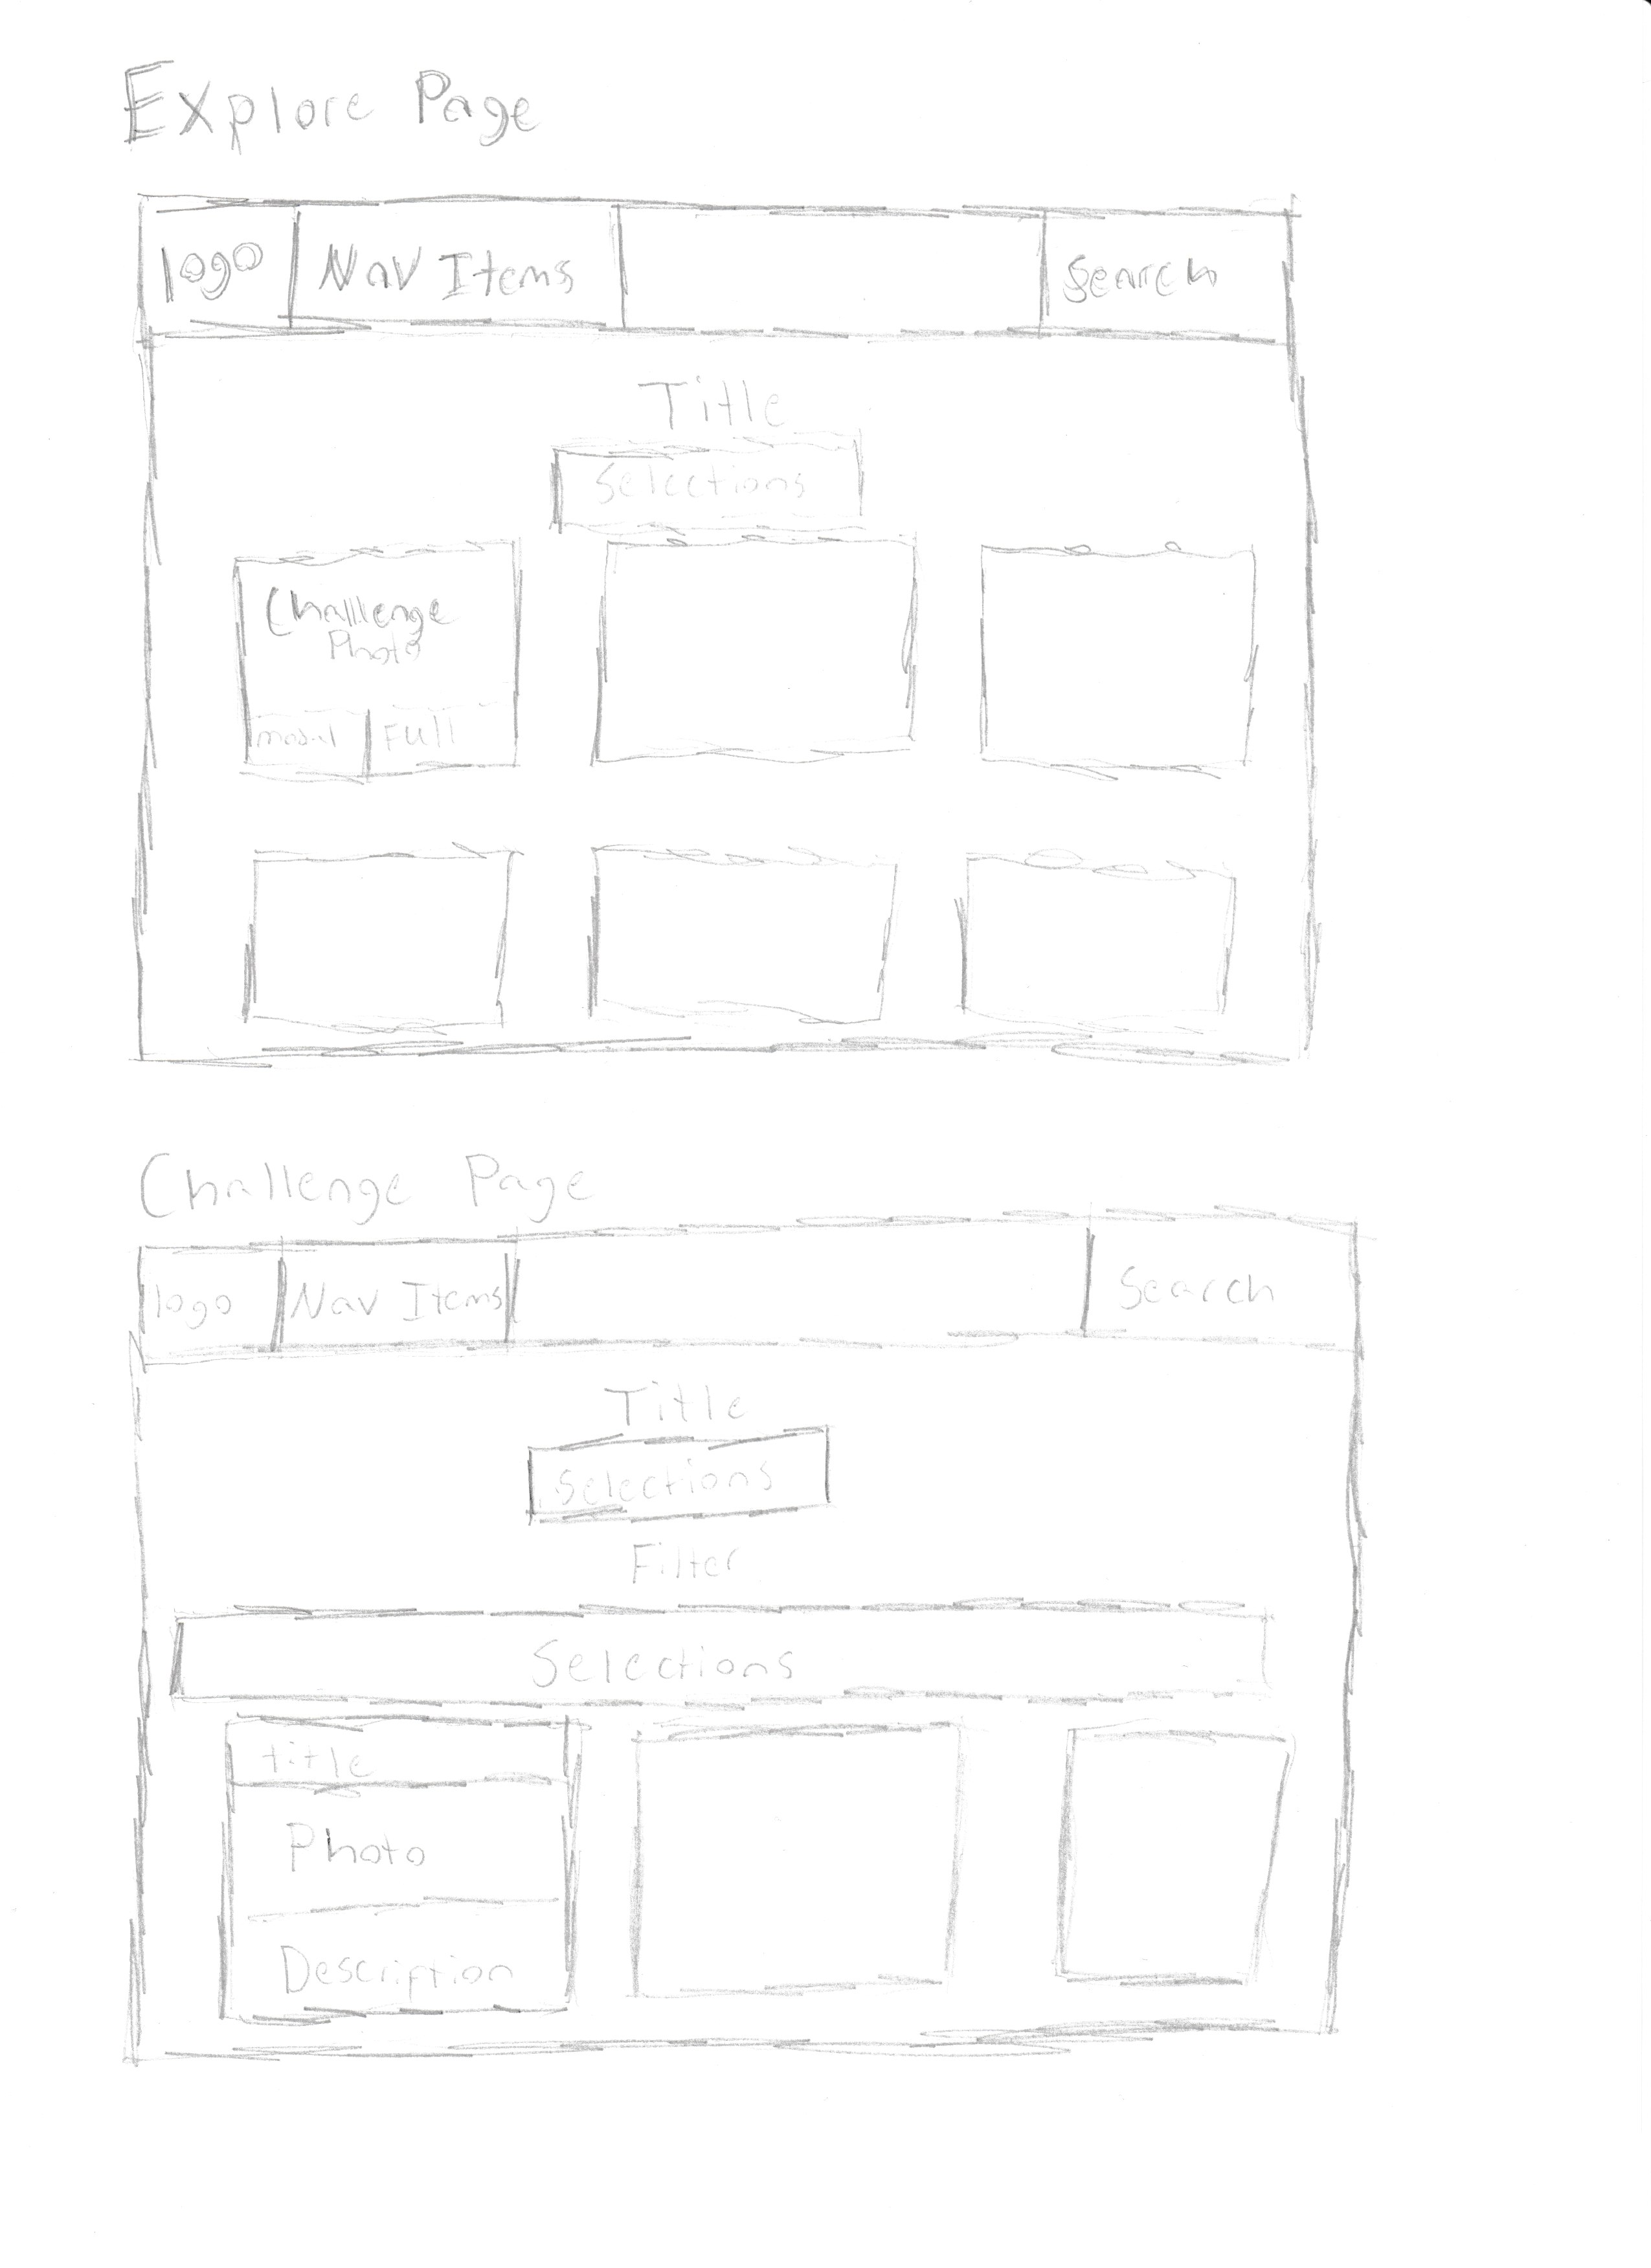 Explore Page
logo Nav Items Search
Title
Selections
Challenge
Photo
modal Full
Challenge Page
logo Nav Items Search
Title
Selections
Filter
Selections
title
Photo
Description